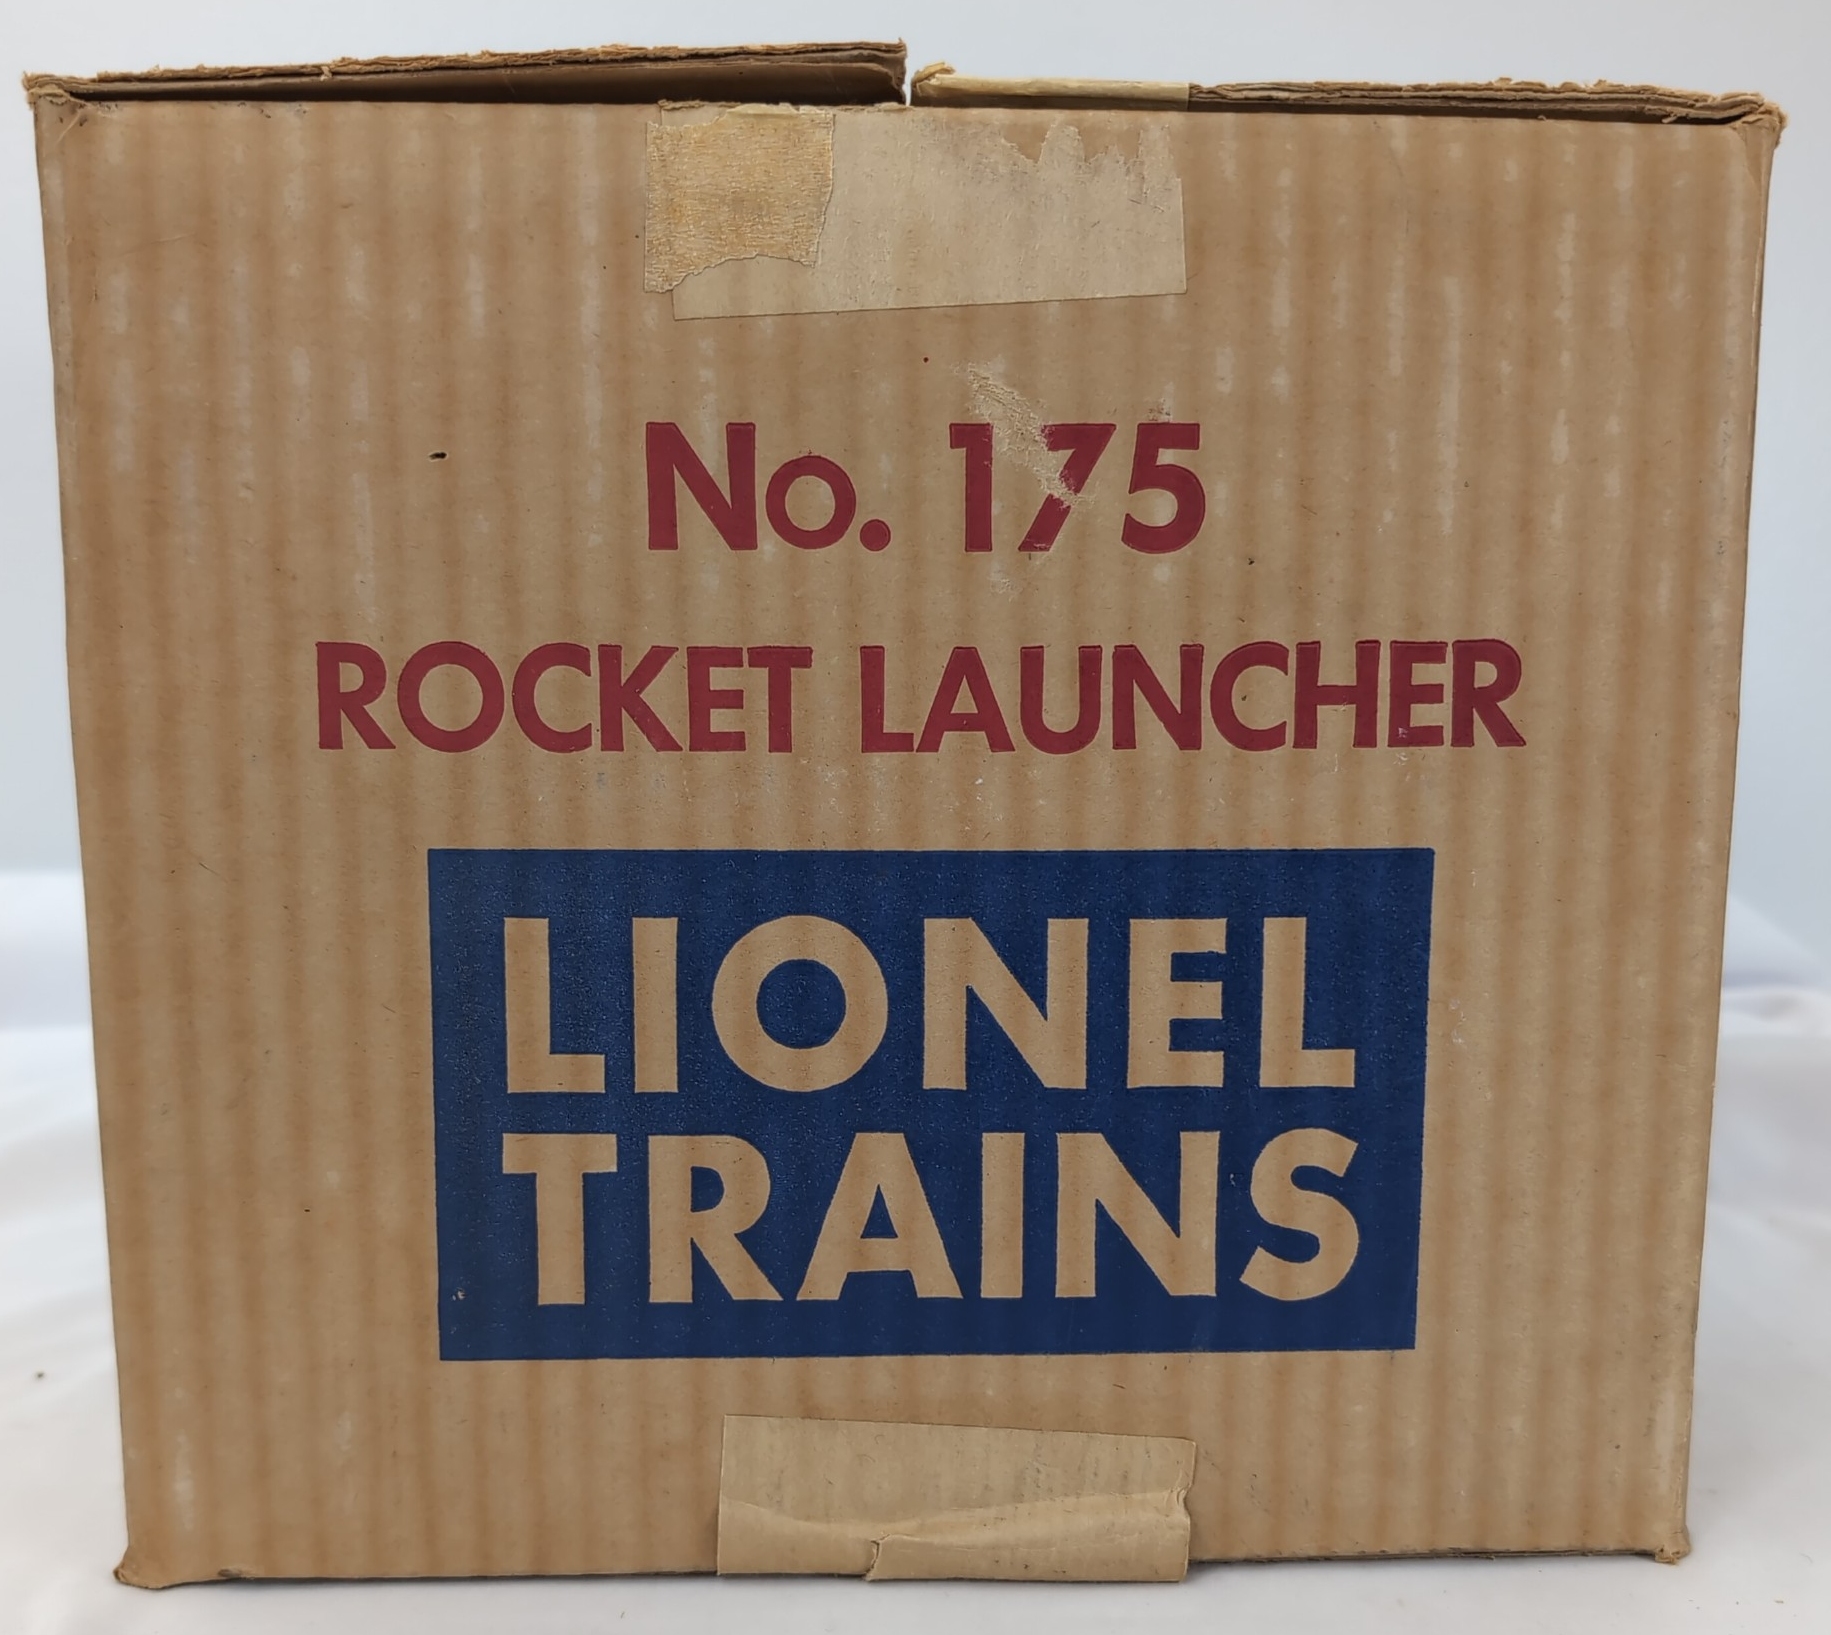 No. 175
ROCKET LAUNCHER
LIONEL
TRAINS